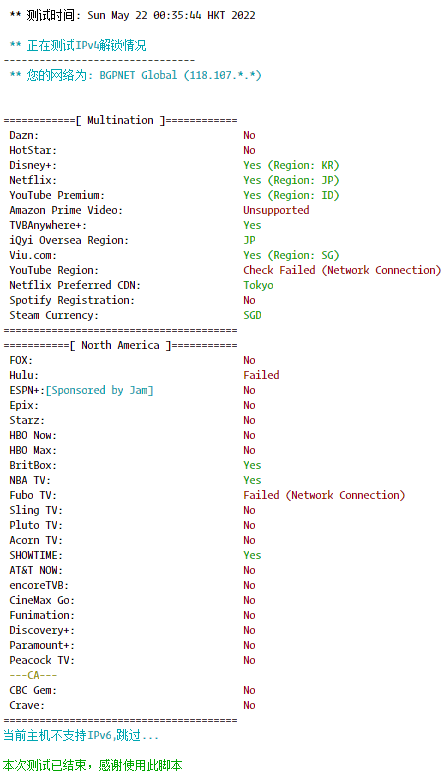 ** 测试时间: Sun May 22 00:35:44 HKT 2022
** 正在测试IPv4解锁情况
--------------------------------
** 您的网络为: BGPNET Global (118.107.*.*)
============[ Multination ]============
Dazn: No
HotStar: No
Disney+: Yes (Region: KR)
Netflix: Yes (Region: JP)
YouTube Premium: Yes (Region: ID)
Amazon Prime Video: Unsupported
TVBAnywhere+: Yes
iQyi Oversea Region: JP
Viu.com: Yes (Region: SG)
YouTube Region: Check Failed (Network Connection)
Netflix Preferred CDN: Tokyo
Spotify Registration: No
Steam Currency: SGD
=======================================
===========[ North America ]===========
FOX: No
Hulu: Failed
ESPN+:[Sponsored by Jam] No
Epix: No
Starz: No
HBO Now: No
HBO Max: No
BritBox: Yes
NBA TV: Yes
Fubo TV: Failed (Network Connection)
Sling TV: No
Pluto TV: No
Acorn TV: No
SHOWTIME: Yes
AT&T NOW: No
encoreTVB: No
CineMax Go: No
Funimation: No
Discovery+: No
Paramount+: No
Peacock TV: No
---CA---
CBC Gem: No
Crave: No
=======================================
当前主机不支持IPv6,跳过...
本次测试已结束，感谢使用此脚本